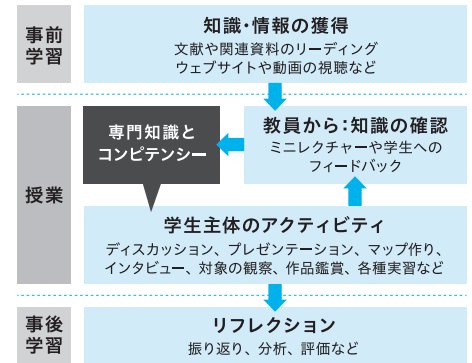 事前
学習
知識・情報の獲得
文献や関連資料のリーディング
ウェブサイトや動画の視聴など
授業
専門知識と
コンピテンシー
教員から：知識の確認
ミニレクチャーや学生への
フィードバック
学生主体のアクティビティ
ディスカッション、プレゼンテーション、マップ作り、
インタビュー、対象の観察、作品鑑賞、各種実習など
事後
学習
リフレクション
振り返り、分析、評価など